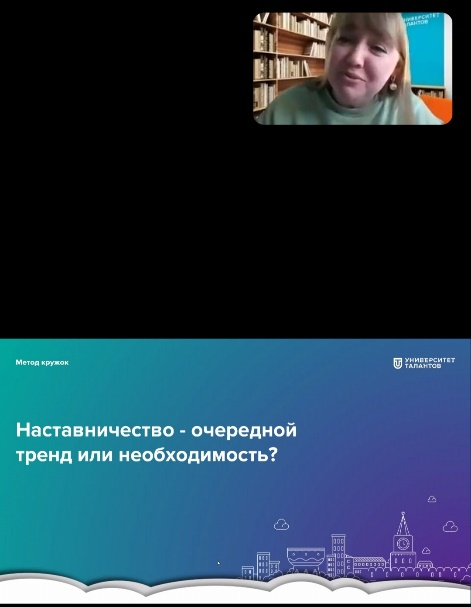 УНИВЕРСИТЕТ
ТАЛАНТОВ
Метод кружок
УНИВЕРСИТЕТ
ТАЛАНТОВ
Наставничество - очередной
тренд или необходимость?